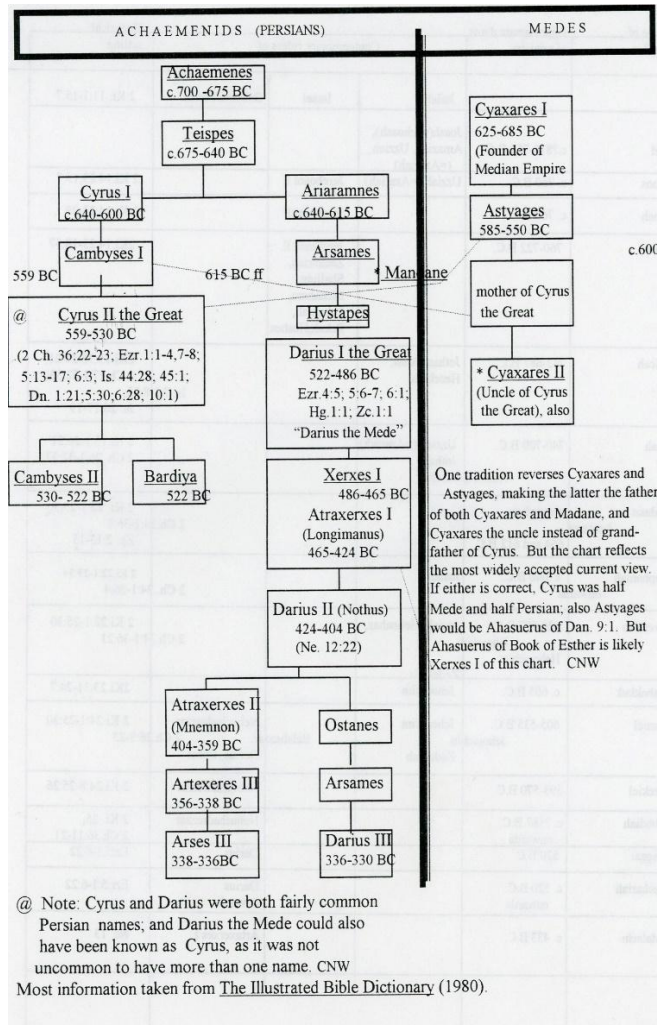 ACHAEMENIDS (PERSIANS)
MEDES
Achaemenes
c.700 -675 BC
Teispes
c.675-640 BC
Cyrus I
c.640-600 BC
Ariaramnes
c.640-615 BC
Cambyses I
559 BC
Arsames
615 BC ff
* Mandane
Hystapes
@ Cyrus II the Great
559-530 BC
(2 Ch. 36:22-23; Ezr.1:1-4,7-8;
5:13-17; 6:3; Is. 44:28; 45:1;
Dn. 1:21;5:30;6:28; 10:1)
Darius I the Great
522-486 BC
Ezr.4:5; 5:6-7; 6:1;
Hg.1:1; Zc.1:1
“Darius the Mede”
Cambyses II
530- 522 BC
Bardiya
522 BC
Xerxes I
486-465 BC
Atraxerxes I
(Longimanus)
465-424 BC
Darius II (Nothus)
424-404 BC
(Ne. 12:22)
Atraxerxes II
(Mnemnon)
404-359 BC
Ostanes
Artexeres III
356-338 BC
Arsames
Arses III
338-336BC
Darius III
336-330 BC
Cyaxares I
625-685 BC
(Founder of
Median Empire
Astyages
585-550 BC
c.600
mother of Cyrus
the Great
* Cyaxares II
(Uncle of Cyrus
the Great), also
One tradition reverses Cyaxares and
Astyages, making the latter the father
of both Cyaxares and Madane, and
Cyaxares the uncle instead of grand-
father of Cyrus. But the chart reflects
the most widely accepted current view.
If either is correct, Cyrus was half
Mede and half Persian; also Astyages
would be Ahasuerus of Dan. 9:1. But
Ahasuerus of Book of Esther is likely
Xerxes I of this chart. CNW
@ Note: Cyrus and Darius were both fairly common
Persian names; and Darius the Mede could also
have been known as Cyrus, as it was not
uncommon to have more than one name. CNW
Most information taken from The Illustrated Bible Dictionary (1980).